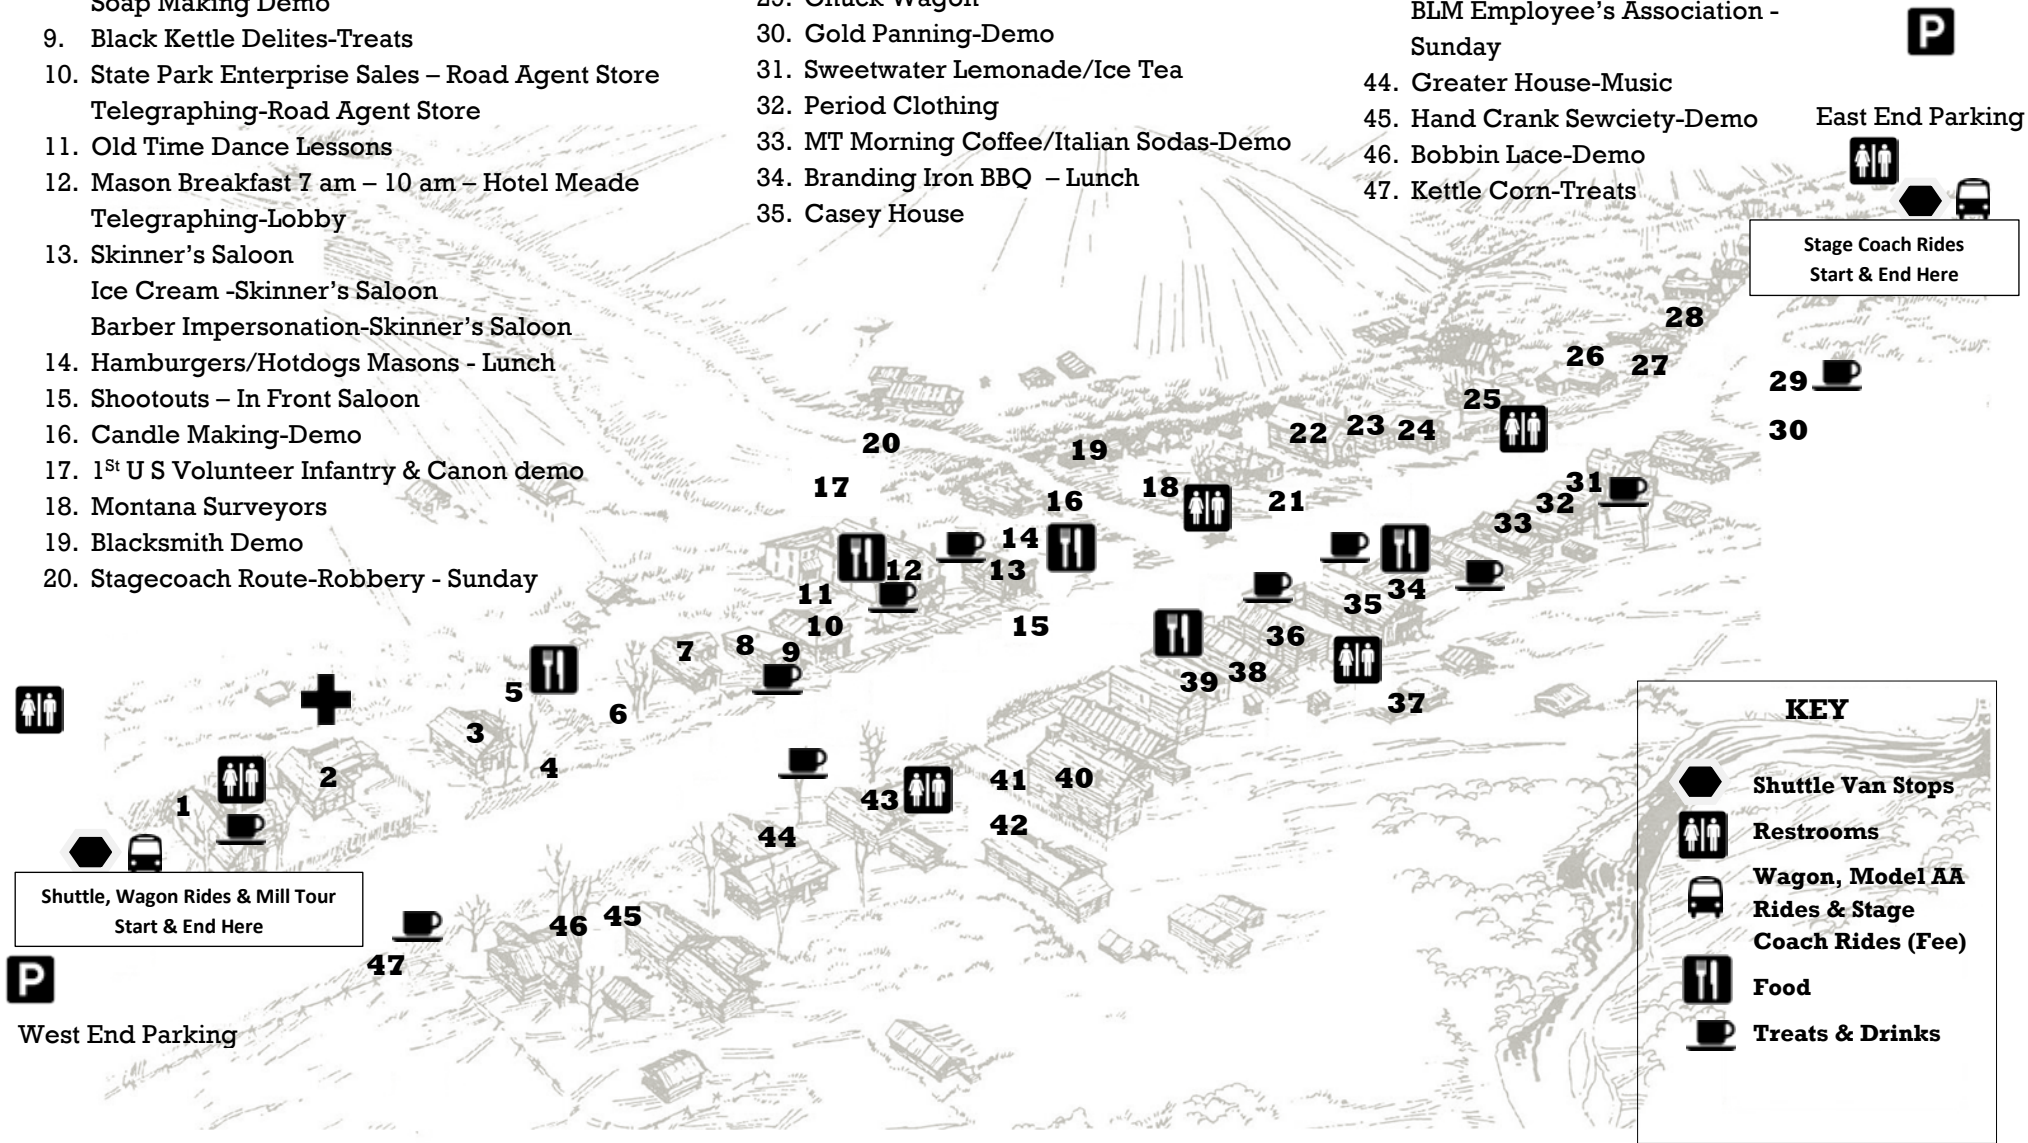 Soap Making Demo
9. Black Kettle Delites-Treats
10. State Park Enterprise Sales – Road Agent Store
Telegraphing-Road Agent Store
11. Old Time Dance Lessons
12. Mason Breakfast 7 am – 10 am – Hotel Meade
Telegraphing-Lobby
13. Skinner's Saloon
Ice Cream -Skinner's Saloon
Barber Impersonation-Skinner's Saloon
14. Hamburgers/Hotdogs Masons - Lunch
15. Shootouts – In Front Saloon
16. Candle Making-Demo
17. 1St U S Volunteer Infantry & Canon demo
18. Montana Surveyors
19. Blacksmith Demo
20. Stagecoach Route-Robbery - Sunday
29. Chuck Wagon
30. Gold Panning-Demo
31. Sweetwater Lemonade/Ice Tea
32. Period Clothing
33. MT Morning Coffee/Italian Sodas-Demo
34. Branding Iron BBQ – Lunch
35. Casey House
BLM Employee's Association -
Sunday
44. Greater House-Music
45. Hand Crank Sewciety-Demo
46. Bobbin Lace-Demo
47. Kettle Corn-Treats
P
East End Parking
Stage Coach Rides
Start & End Here
28
26
27
29
25
30
20
19
22
23
24
17
16
18
21
31
32
33
14
12
13
11
34
35
10
15
36
7
8
9
39
38
37
5
6
3
4
2
1
41
40
43
42
44
46
45
47
Shuttle, Wagon Rides & Mill Tour
Start & End Here
P
West End Parking
KEY
Shuttle Van Stops
Restrooms
Wagon, Model AA
Rides & Stage
Coach Rides (Fee)
Food
Treats & Drinks